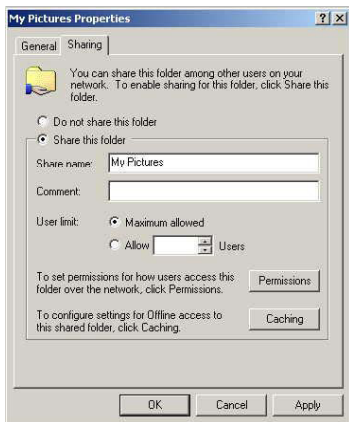 My Pictures Properties
General Sharing
You can share this folder among other users on your
network. To enable sharing for this folder, click Share this
folder.
Do not share this folder
Share this folder
Share name: My Pictures
Comment:
User limit: Maximum allowed
Allow Users
To set permissions for how users access this
folder over the network, click Permissions.
Permissions
To configure settings for Offline access to
this shared folder, click Caching.
Caching
OK Cancel Apply